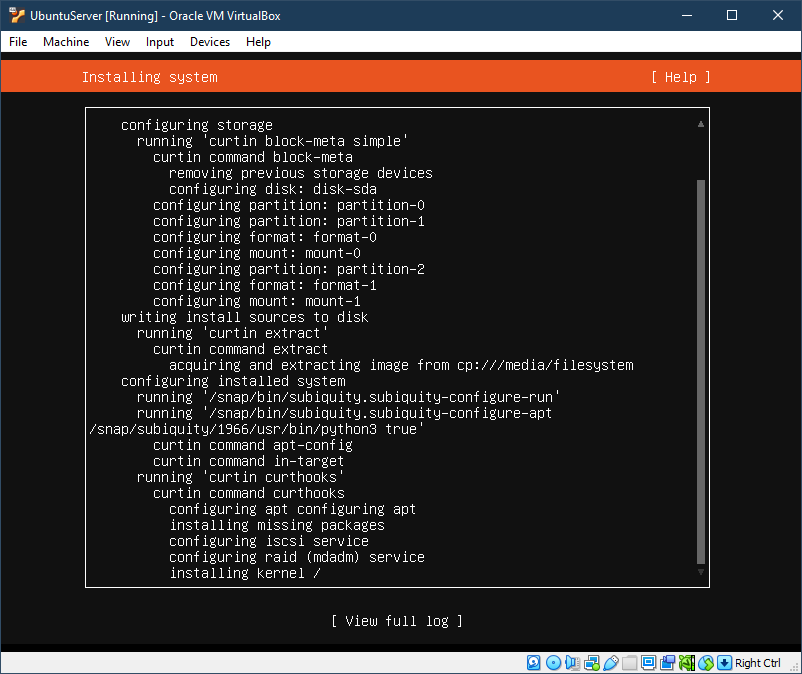 UbuntuServer [Running] - Oracle VM VirtualBox
File Machine View Input Devices Help
Installing system [ Help ]
configuring storage
running 'curtin block-meta simple'
curtin command block-meta
removing previous storage devices
configuring disk: disk-sda
configuring partition: partition-0
configuring partition: partition-1
configuring format: format-0
configuring mount: mount-0
configuring partition: partition-2
configuring format: format-1
configuring mount: mount-1
writing install sources to disk
running 'curtin extract'
curtin command extract
acquiring and extracting image from cp:///media/filesystem
configuring installed system
running '/snap/bin/subiquity.subiquity-configure-run'
running '/snap/bin/subiquity.subiquity-configure-apt
/snap/subiquity/1966/usr/bin/python3 true'
curtin command apt-config
curtin command in-target
running 'curtin curthooks'
curtin command curthooks
configuring apt configuring apt
installing missing packages
configuring iscsi service
configuring raid (mdadm) service
installing kernel /
[ View full log ]
Right Ctrl